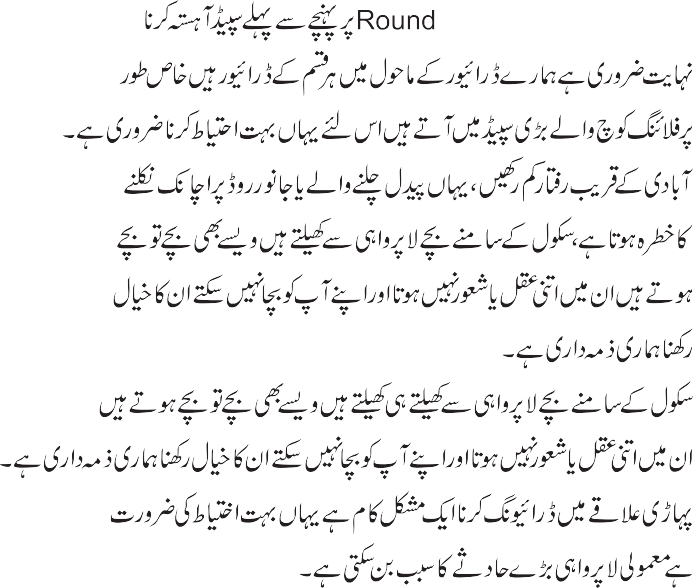 Round پر پہنچے سے پہلے سپیڈ آہستہ کرنا
نہایت ضروری ہے ہمارے ڈرائیور کے ماحول میں ہر قسم کے ڈرائیور ہیں خاص طور
پر فلائنگ کوچ والے بڑی سپیڈ میں آتے ہیں اس لئے یہاں بہت احتیاط کرنا ضروری ہے۔
آبادی کے قریب رفتار کم رکھیں، یہاں پیدل چلنے والے یا جانور روڈ پر اچانک نکلنے
کا خطرہ ہوتا ہے، سکول کے سامنے بچے لا پرواہی سے کھیلتے ہیں ویسے بھی بچے تو بچے
ہوتے ہیں ان میں اتنی عقل یا شعور نہیں ہوتا اور اپنے آپ کو بچا نہیں سکتے ان کا خیال
رکھنا ہماری ذمہ داری ہے۔
سکول کے سامنے بچے لا پرواہی سے کھیلتے ہی کھیلتے ہیں ویسے بھی بچے تو بچے ہوتے ہیں
ان میں اتنی عقل یا شعور نہیں ہوتا اور اپنے آپ کو بچا نہیں سکتے ان کا خیال رکھنا ہماری ذمہ داری ہے۔
پہاڑی علاقے میں ڈرائیونگ کرنا ایک مشکل کام ہے یہاں بہت احتیاط کی ضرورت
ہے معمولی لا پرواہی بڑے حادثے کا سبب بن سکتی ہے۔